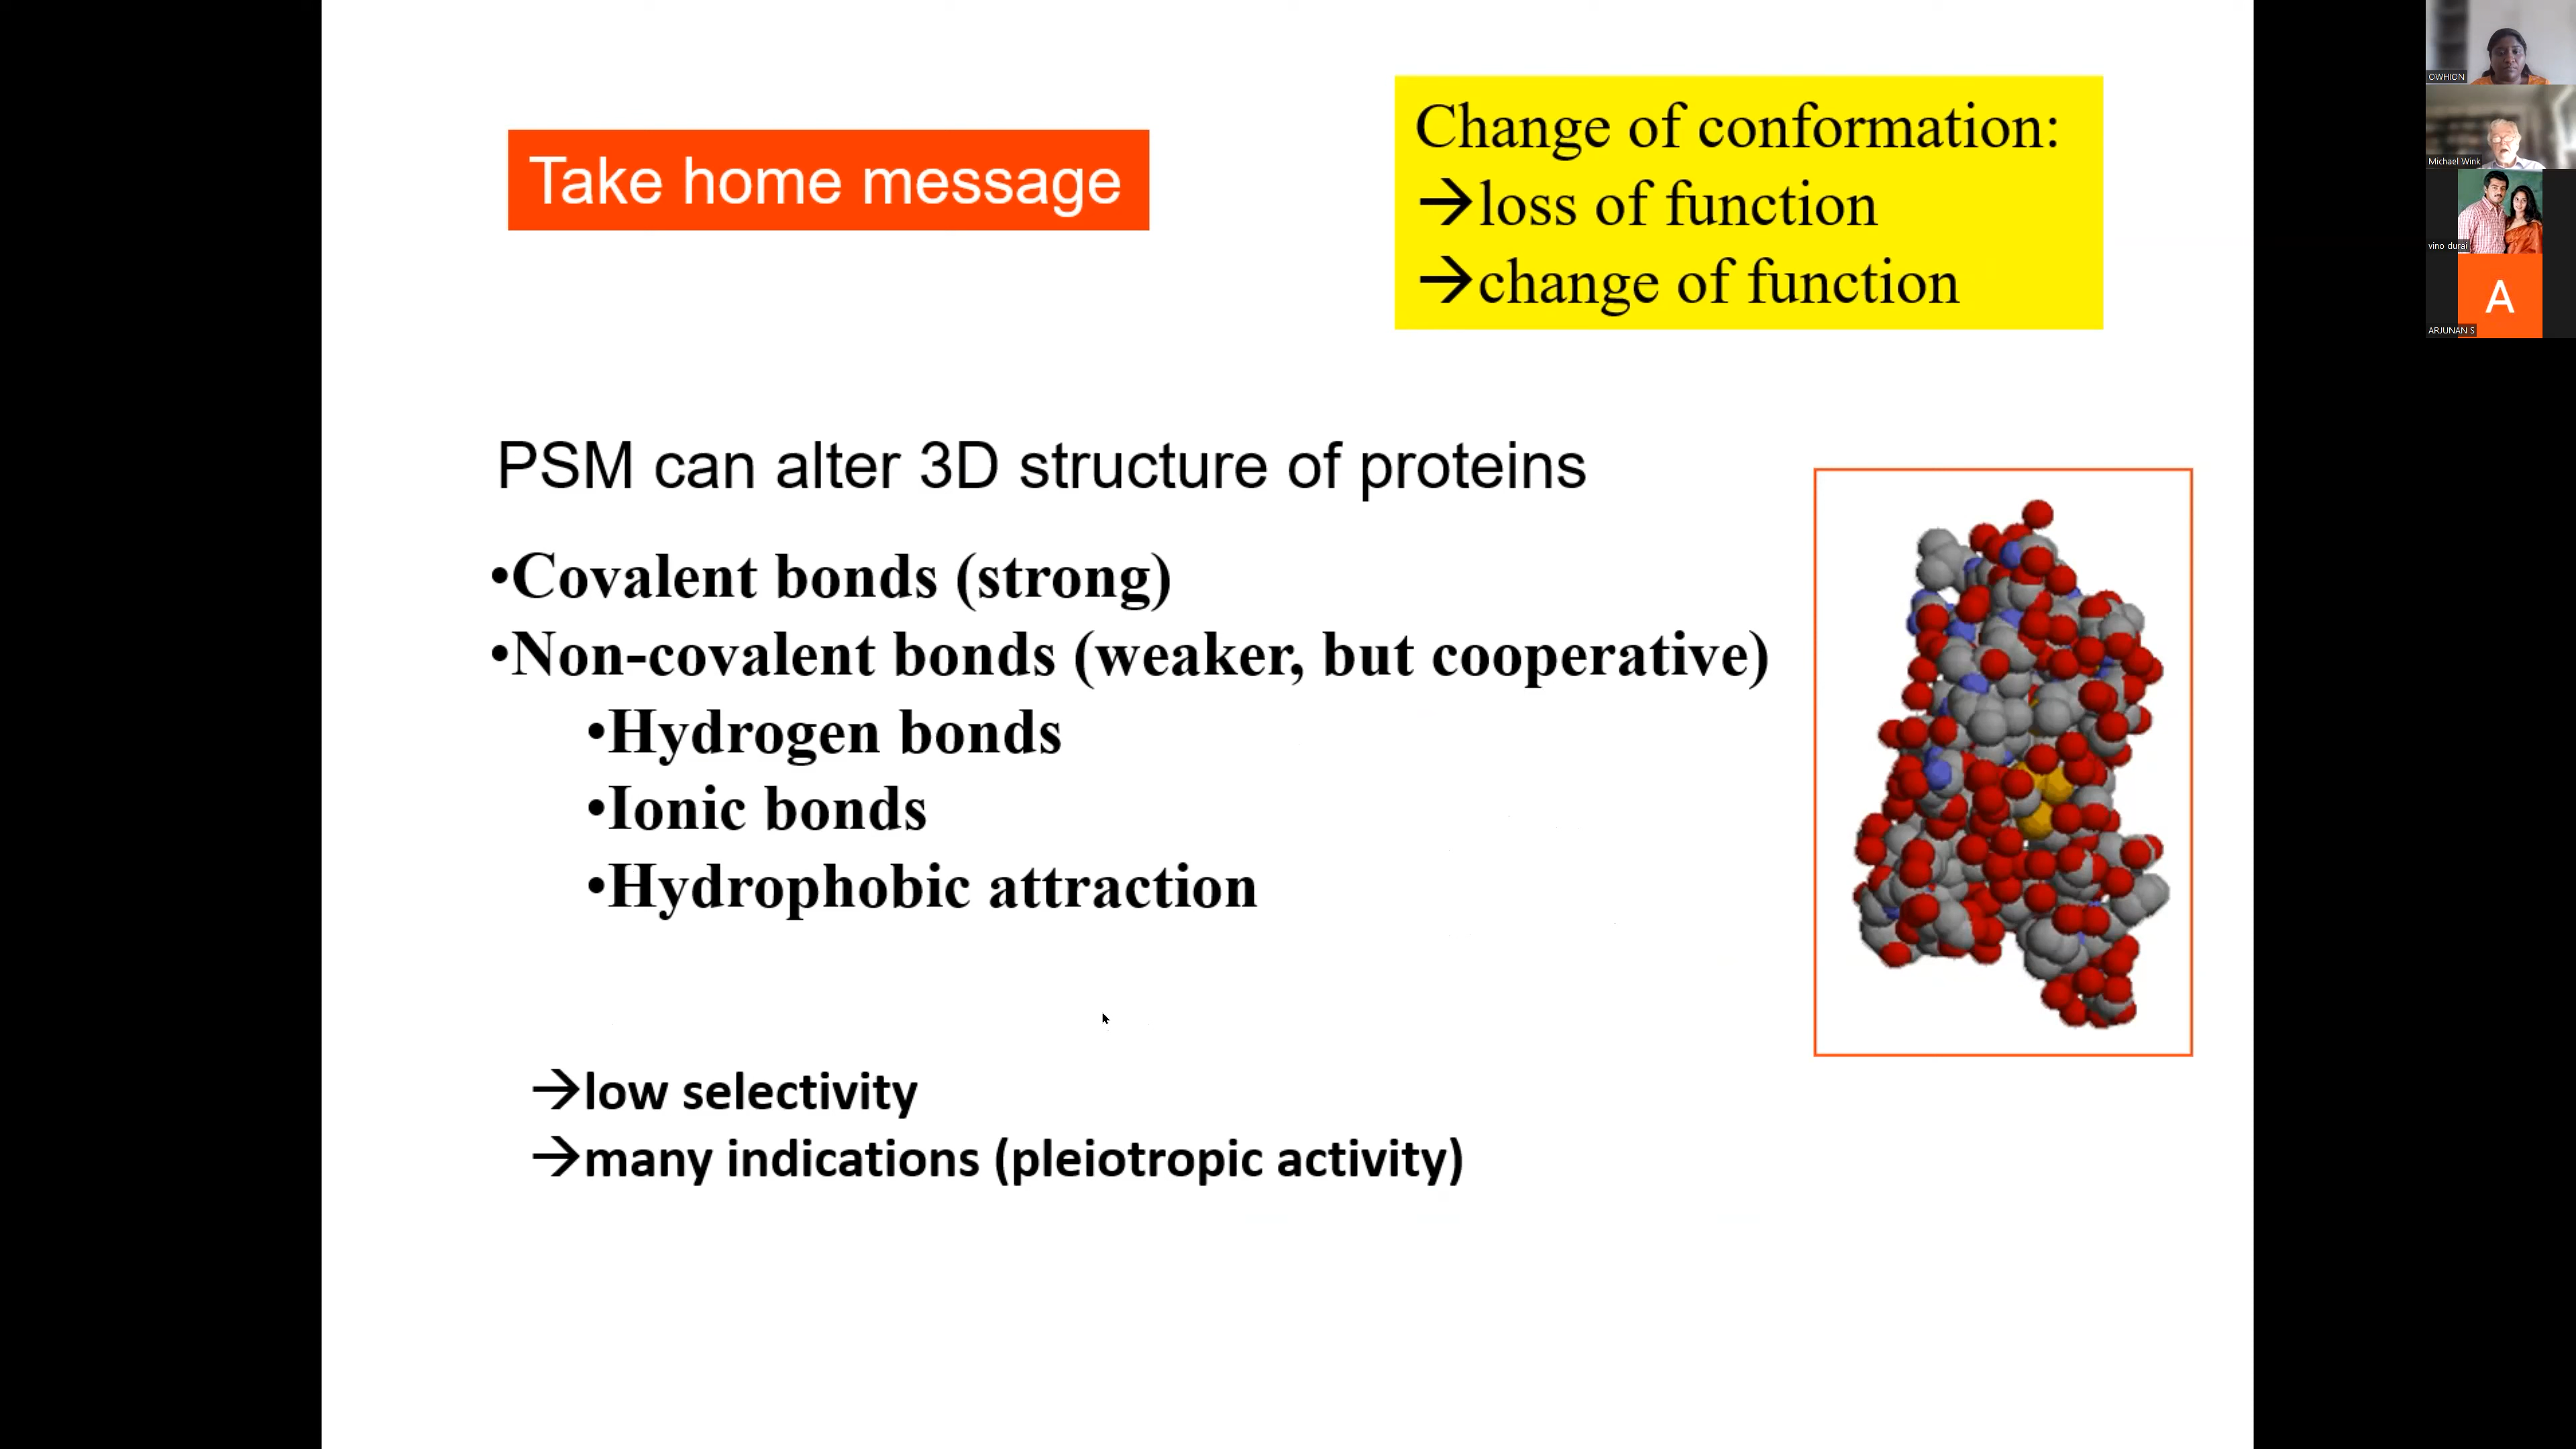 Take home message
Change of conformation:
→loss of function
→change of function
PSM can alter 3D structure of proteins
•Covalent bonds (strong)
•Non-covalent bonds (weaker, but cooperative)
•Hydrogen bonds
•Ionic bonds
•Hydrophobic attraction
→low selectivity
→many indications (pleiotropic activity)
OWHION
Michael Wink
vino durai
A
ARJUNAN S